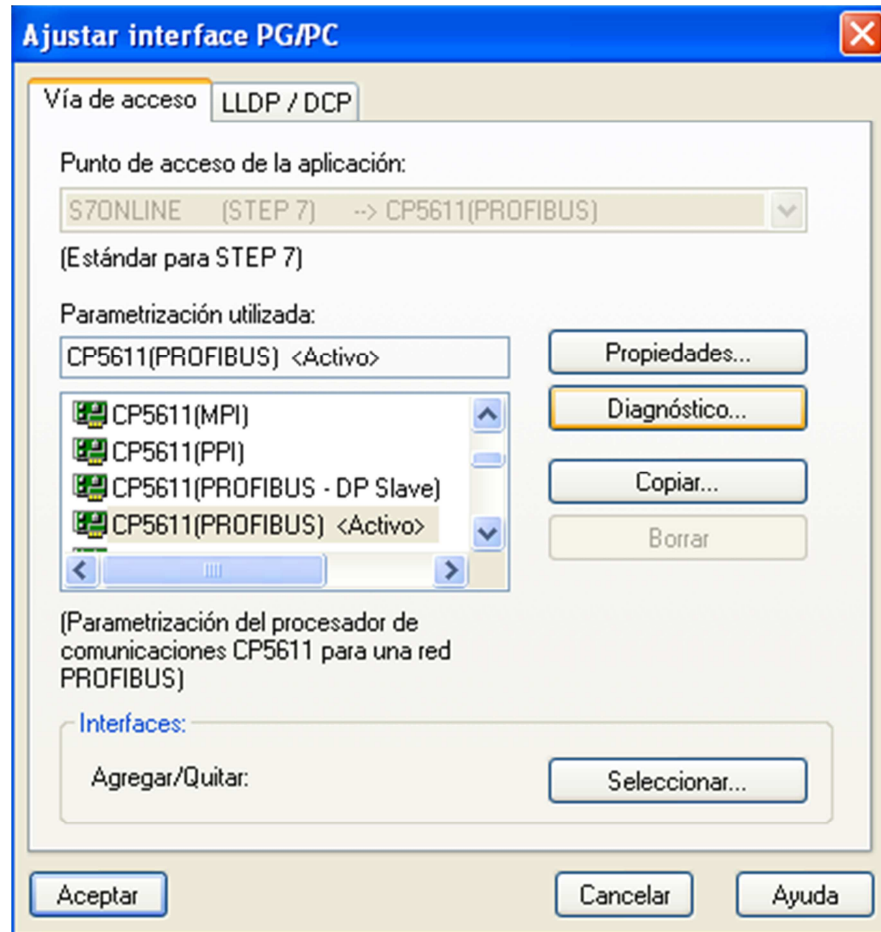 Ajustar interface PG/PC
Vía de acceso
LLDP / DCP
Punto de acceso de la aplicación:
S7ONLINE (STEP 7) --> CP5611(PROFIBUS)
(Estándar para STEP 7)
Parametrización utilizada:
CP5611(PROFIBUS) <Activo>
Propiedades...
Diagnóstico...
CP5611(MPI)
CP5611(PPI)
CP5611(PROFIBUS - DP Slave)
CP5611(PROFIBUS) <Activo>
Copiar...
Borrar
(Parametrización del procesador de
comunicaciones CP5611 para una red
PROFIBUS)
Interfaces:
Agregar/Quitar:
Seleccionar...
Aceptar
Cancelar
Ayuda